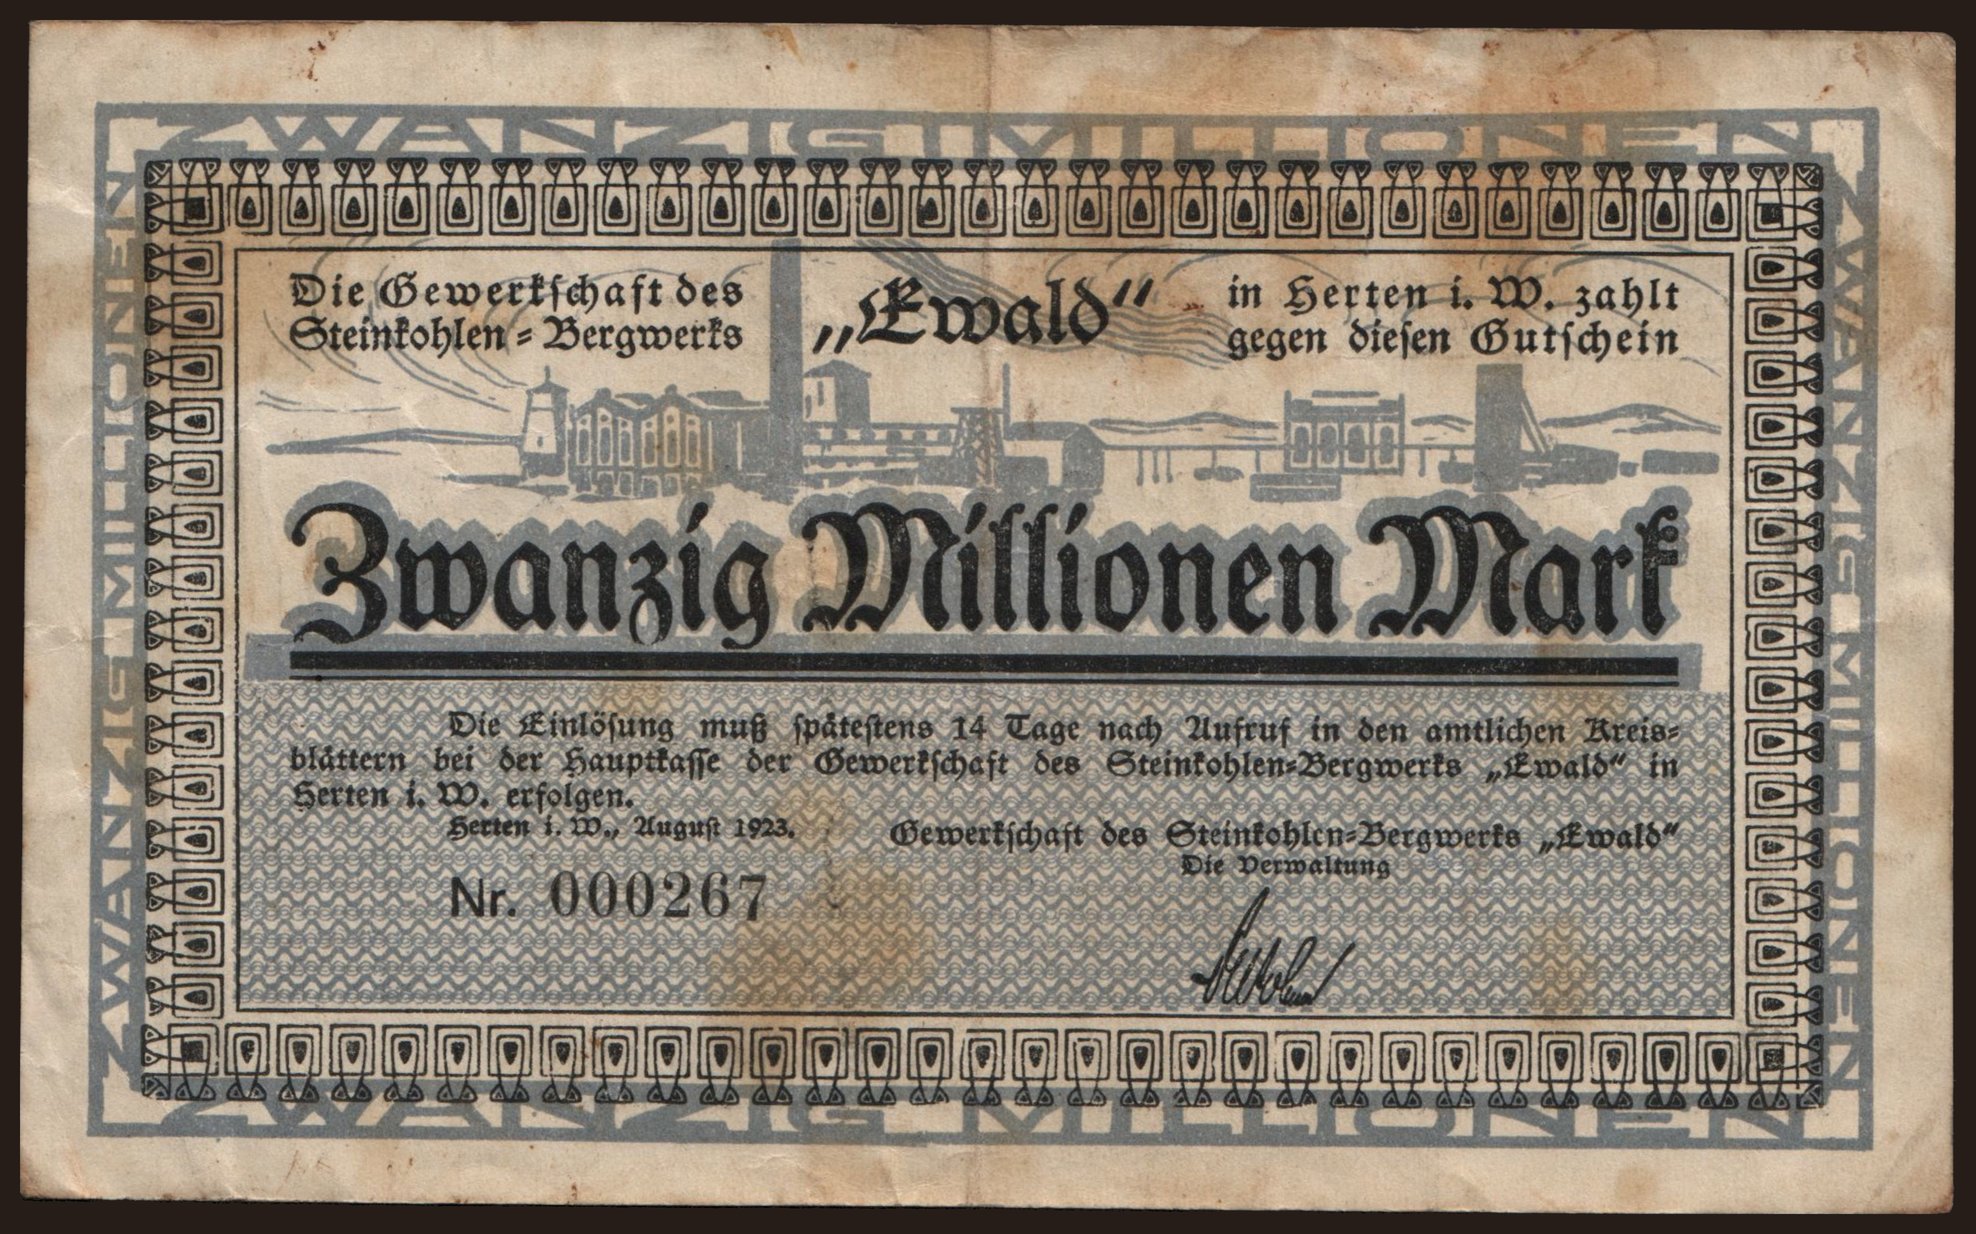 ZWANZIG MILLIONEN
ZWANZIG MILLIONEN
ZWANZIG MILLIONEN
Die Gewerkschaft des
Steinkohlen-Bergwerks
„Ewald“
in Herten i. W. zahlt
gegen diesen Gutschein
Zwanzig Millionen Mark
Die Einlösung muß spätestens 14 Tage nach Aufruf in den amtlichen Kreis-
blättern bei der Hauptkasse der Gewerkschaft des Steinkohlen-Bergwerks „Ewald“ in
Herten i. W. erfolgen.
Herten i. W., August 1923.
Gewerkschaft des Steinkohlen-Bergwerks „Ewald“
Die Verwaltung
Nr. 000267
ZWANZIG MILLIONEN